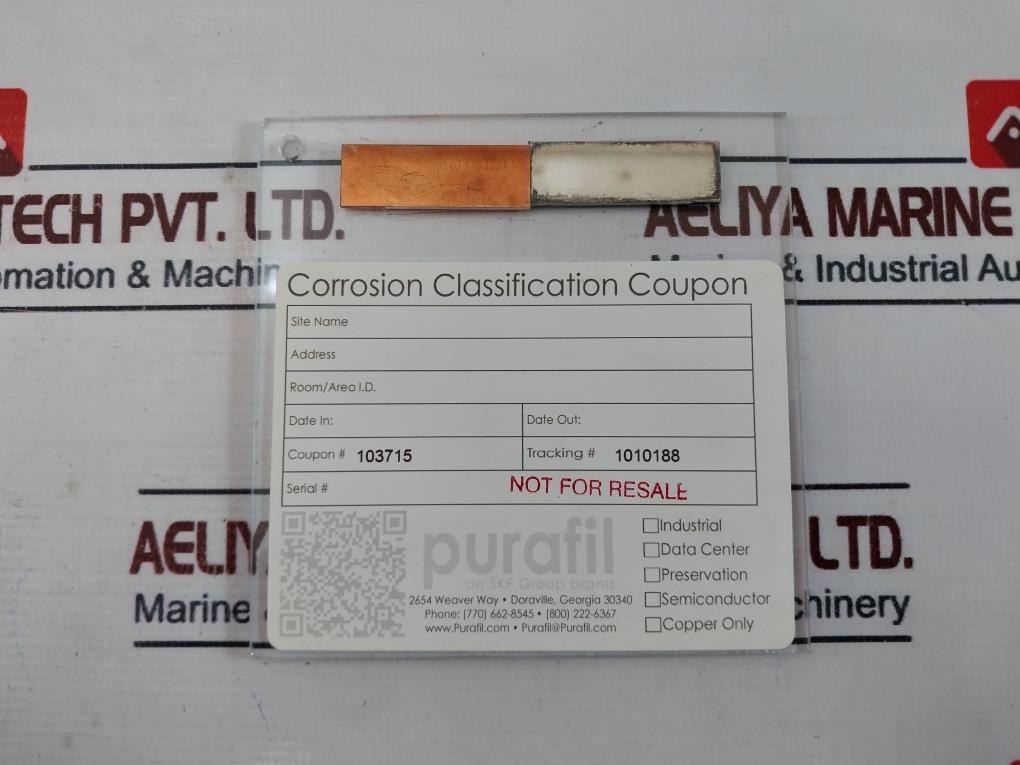 TECH PVT. LTD.
AELIYA MARINE
omation & Machin
& Industrial Au
Corrosion Classification Coupon
Site Name
Address
Room/Area I.D.
Date In:
Date Out:
Coupon # 103715
Tracking # 1010188
Serial #
NOT FOR RESALE
purafil
an SKF Group brand
2654 Weaver Way • Doraville, Georgia 30340
Phone: (770) 662-8545 • (800) 222-6367
www.Purafil.com • Purafil@Purafil.com
Industrial
Data Center
Preservation
Semiconductor
Copper Only
AELIYA
LTD.
Marine
chinery